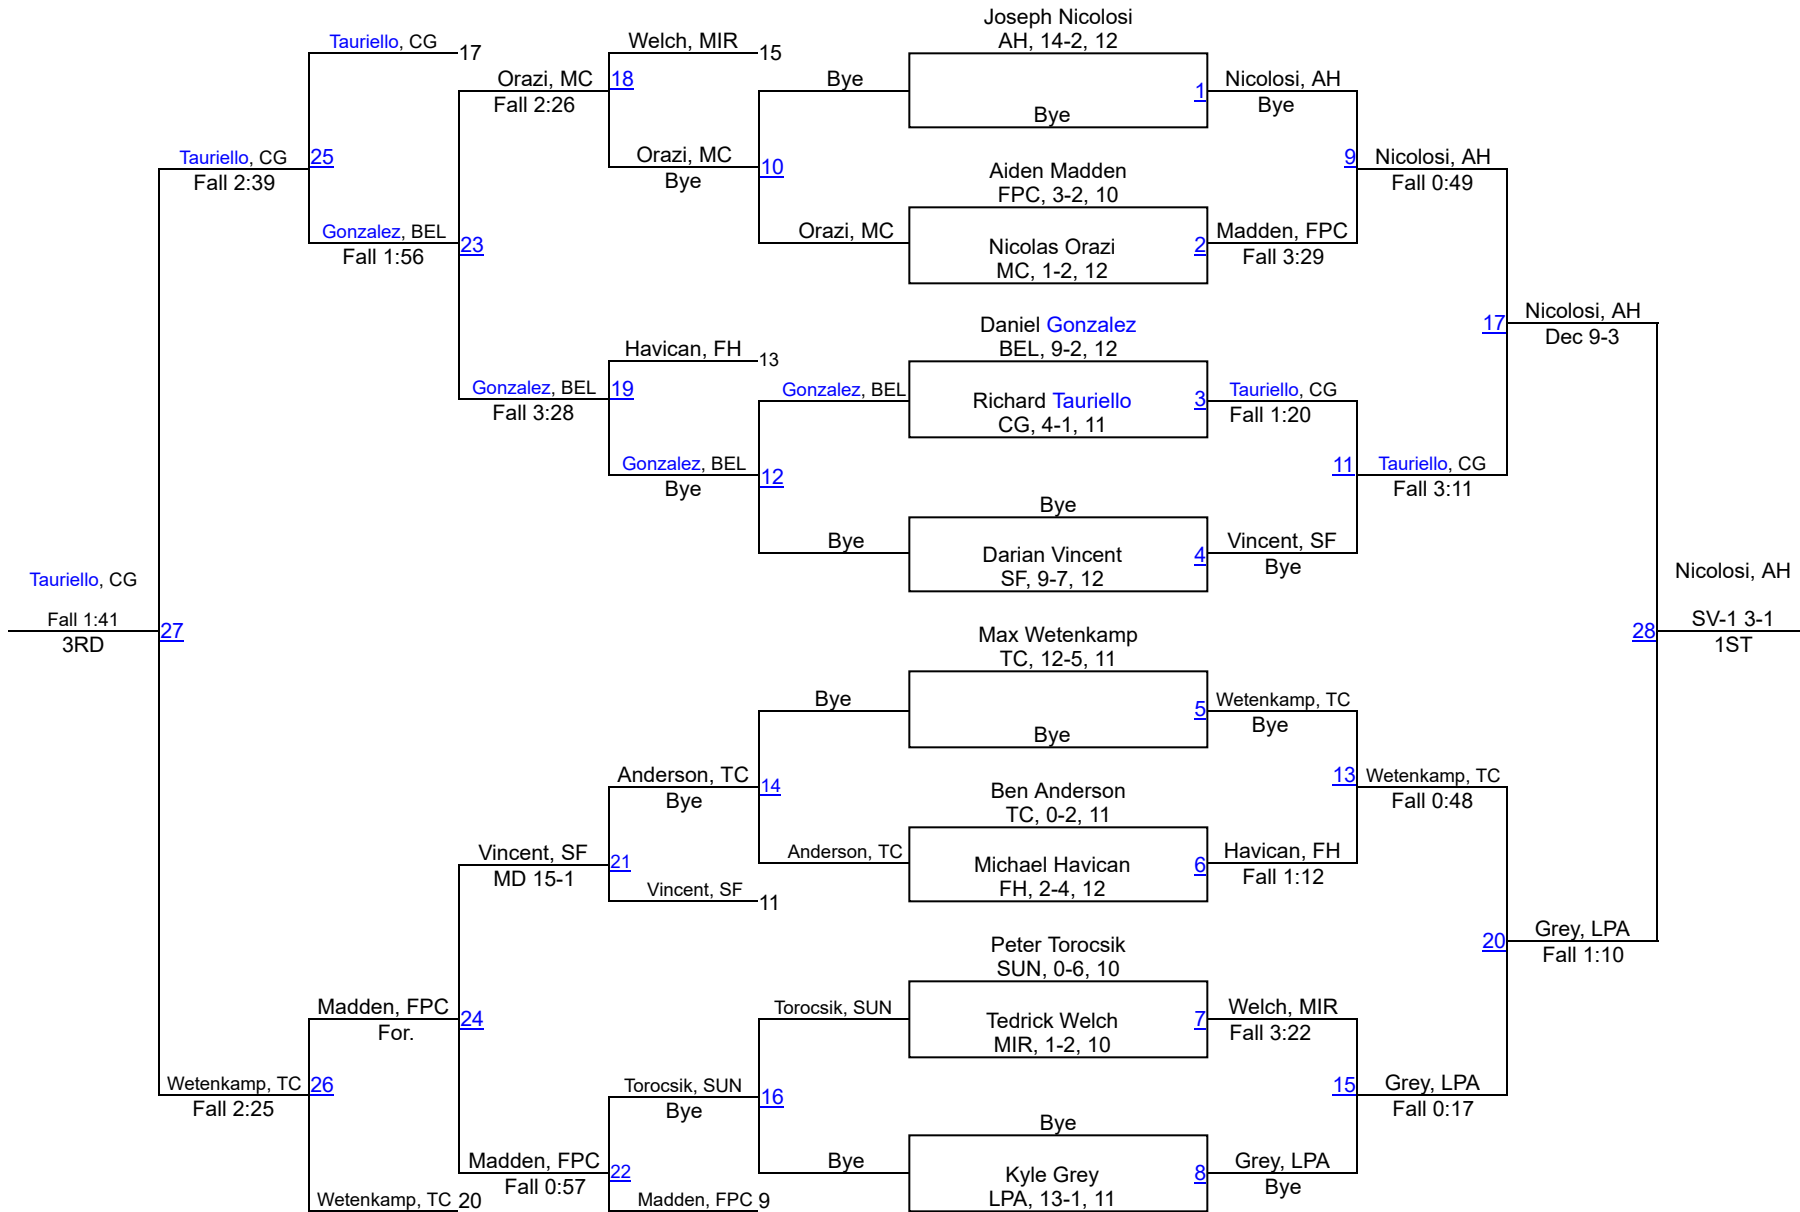 Joseph Nicolosi
AH, 14-2, 12
Tauriello, CG
17
Welch, MIR
15
Orazi, MC
18
Fall 2:26
Bye
1
Nicolosi, AH
Bye
Bye
Tauriello, CG
25
Fall 2:39
Orazi, MC
10
Bye
Aiden Madden
FPC, 3-2, 10
9
Nicolosi, AH
Fall 0:49
Gonzalez, BEL
23
Fall 1:56
Orazi, MC
Nicolas Orazi
MC, 1-2, 12
2
Madden, FPC
Fall 3:29
Daniel Gonzalez
BEL, 9-2, 12
17
Nicolosi, AH
Dec 9-3
Havican, FH
13
Gonzalez, BEL
19
Fall 3:28
Gonzalez, BEL
Richard Tauriello
CG, 4-1, 11
3
Tauriello, CG
Fall 1:20
Gonzalez, BEL
12
Bye
11
Tauriello, CG
Fall 3:11
Bye
Bye
Darian Vincent
SF, 9-7, 12
4
Vincent, SF
Bye
Tauriello, CG
Fall 1:41
27
3RD
Nicolosi, AH
28
SV-1 3-1
1ST
Max Wetenkamp
TC, 12-5, 11
Bye
5
Wetenkamp, TC
Bye
Bye
Anderson, TC
14
Bye
Ben Anderson
TC, 0-2, 11
13
Wetenkamp, TC
Fall 0:48
Vincent, SF
21
MD 15-1
Anderson, TC
Michael Havican
FH, 2-4, 12
6
Havican, FH
Fall 1:12
Vincent, SF
11
Peter Torocsik
SUN, 0-6, 10
20
Grey, LPA
Fall 1:10
Madden, FPC
24
For.
Torocsik, SUN
Tedrick Welch
MIR, 1-2, 10
7
Welch, MIR
Fall 3:22
Wetenkamp, TC
26
Fall 2:25
Torocsik, SUN
16
Bye
15
Grey, LPA
Fall 0:17
Bye
Madden, FPC
22
Fall 0:57
Bye
Kyle Grey
LPA, 13-1, 11
8
Grey, LPA
Bye
Wetenkamp, TC
20
Madden, FPC
9